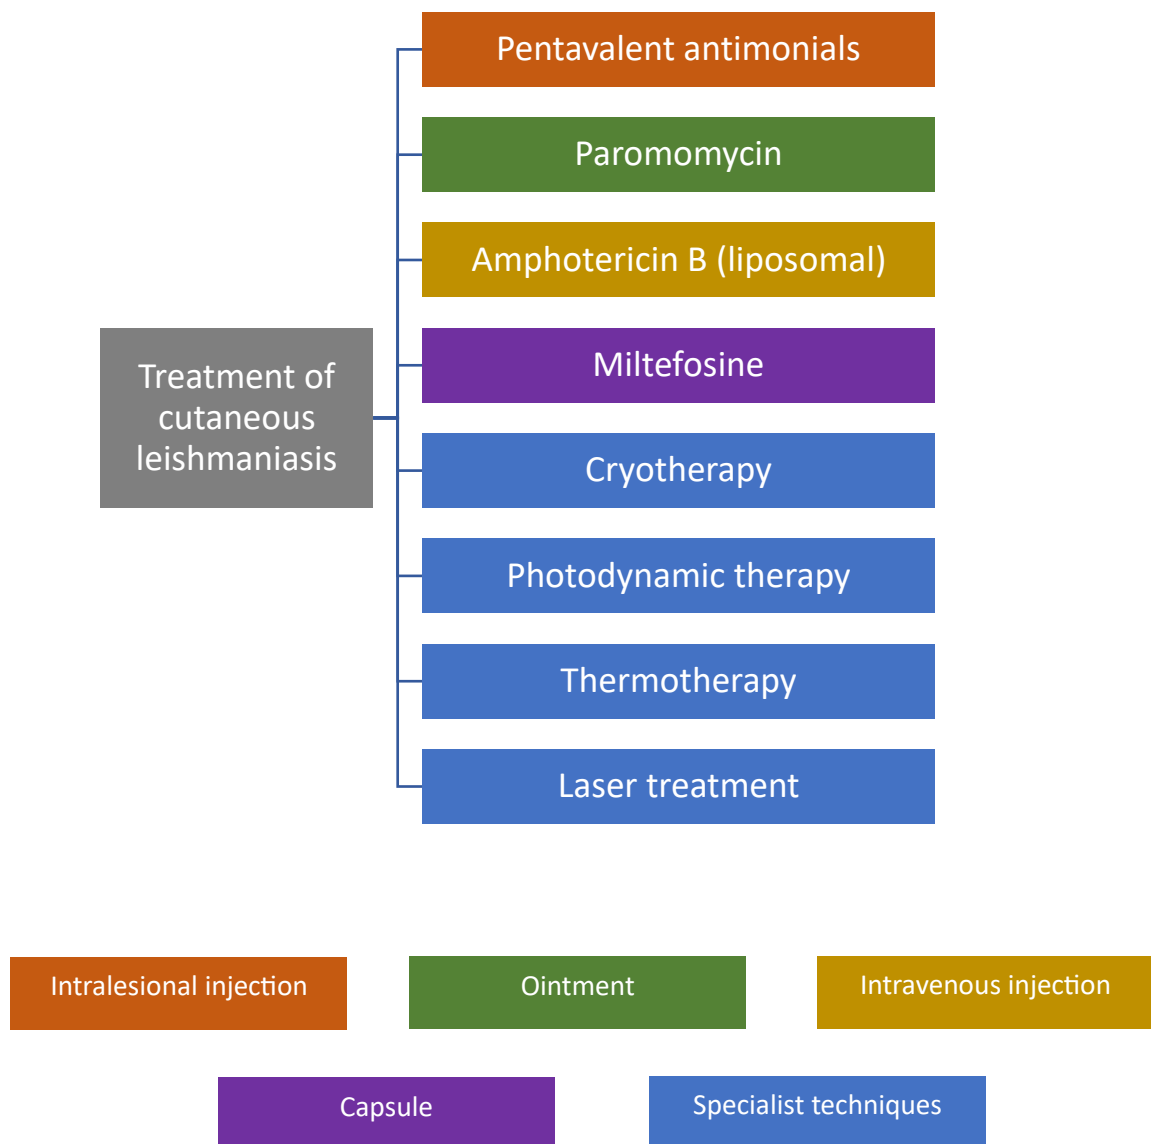 Pentavalent antimonials
Paromomycin
Amphotericin B (liposomal)
Treatment of
cutaneous
leishmaniasis
Miltefosine
Cryotherapy
Photodynamic therapy
Thermotherapy
Laser treatment
Intralesional injection
Ointment
Intravenous injection
Capsule
Specialist techniques